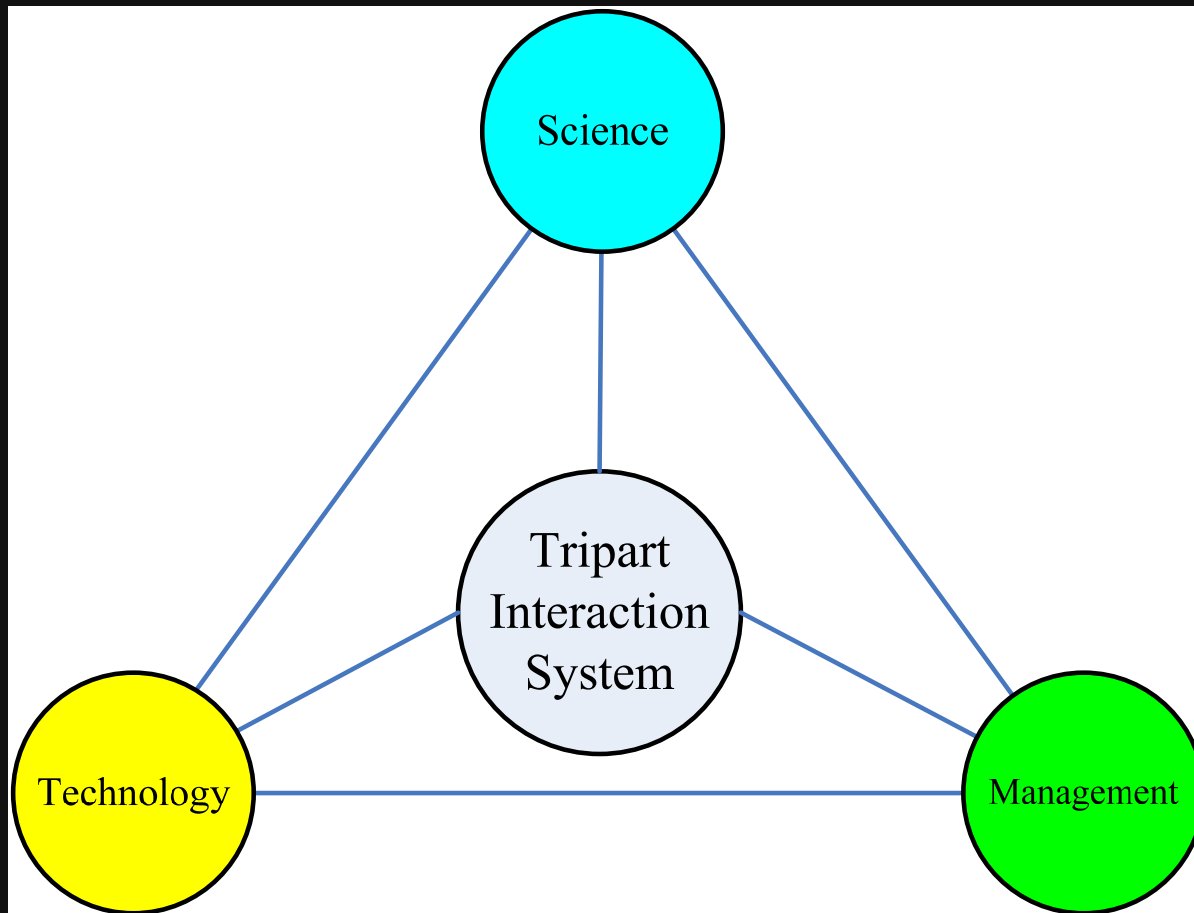 Science
Tripart
Interaction
System
Technology
Management